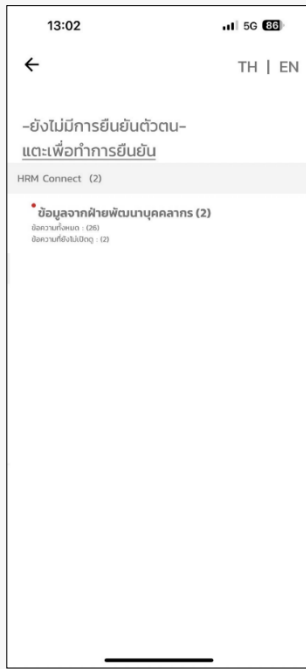 13:02 5G 86
TH | EN
-ยังไม่มีการยืนยันตัวตน-
แตะเพื่อทำการยืนยัน
HRM Connect (2)
ข้อมูลจากฝ่ายพัฒนาบุคคลากร (2)
ข้อความทั้งหมด : (26)
ข้อความที่ยังไม่เปิดดู : (2)